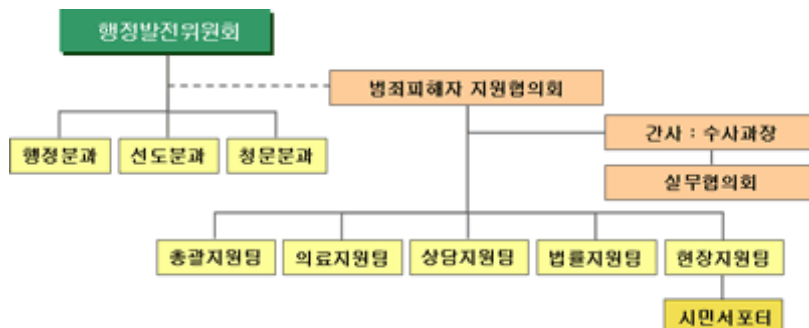 행정발전위원회
범죄피해자 지원협의회
간사 : 수사과장
실무협의회
행정분과
선도분과
청문분과
총괄지원팀
의료지원팀
상담지원팀
법률지원팀
현장지원팀
시민서포터